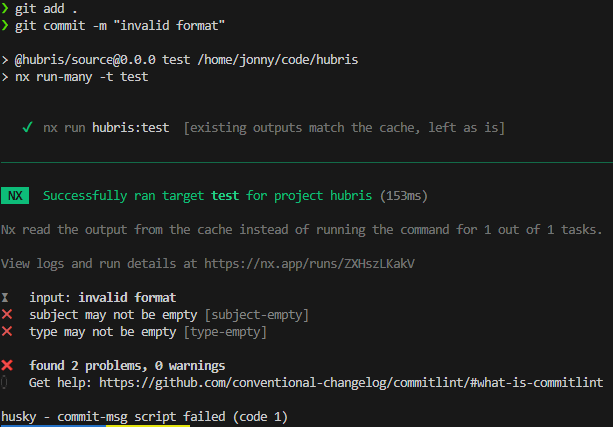 ❯ git add .
❯ git commit -m "invalid format"
> @hubris/source@0.0.0 test /home/jonny/code/hubris
> nx run-many -t test
✓ nx run hubris:test [existing outputs match the cache, left as is]
NX Successfully ran target test for project hubris (153ms)
Nx read the output from the cache instead of running the command for 1 out of 1 tasks.
View logs and run details at https://nx.app/runs/ZXHszLKakV
⧗ input: invalid format
✖ subject may not be empty [subject-empty]
✖ type may not be empty [type-empty]
✖ found 2 problems, 0 warnings
ⓘ Get help: https://github.com/conventional-changelog/commitlint/#what-is-commitlint
husky - commit-msg script failed (code 1)